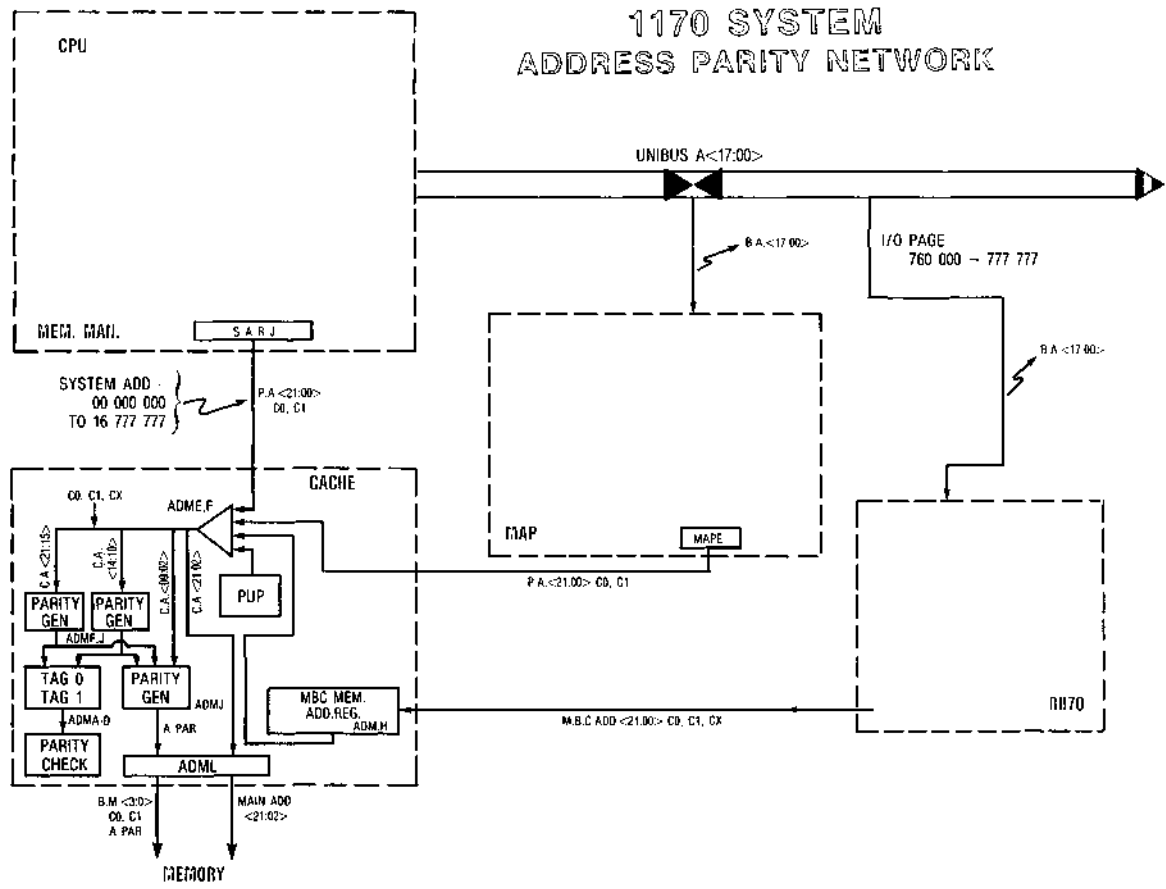 1170 SYSTEM
ADDRESS PARITY NETWORK
CPU
UNIBUS A<17:00>
B.A.<17:00>
I/O PAGE
760 000 – 777 777
MEM. MAN.
S A R J
B.A.<17:00>
SYSTEM ADD -
00 000 000
TO 16 777 777
P.A <21:00>
C0, C1
CACHE
C0, C1, CX
ADME,F
MAP
MAPE
C.A.<21:15>
C.A.
<14:10>
C.A.<09:02>
C.A.<21:02>
P.A.<21:00> C0, C1
PUP
PARITY
GEN
PARITY
GEN
ADMF,J
TAG 0
TAG 1
PARITY
GEN
ADMJ
MBC MEM.
ADD.REG.
ADM,H
M.B.C ADD <21:00> C0, C1, CX
RH70
ADMA-D
A PAR
PARITY
CHECK
ADML
B.M <3:0>
C0, C1
A PAR
MAIN ADD
<21:02>
MEMORY